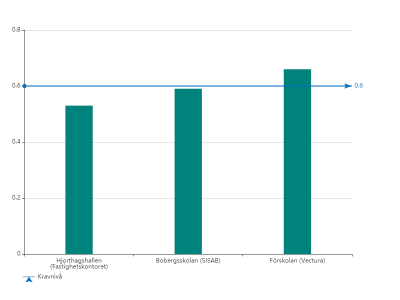 0.8
0.6
0.6
0.4
0.2
0
Hjorthagshallen
(Fastighetskontoret)
Bobergsskolan (SISAB)
Förskolan (Vectura)
Kravnivå